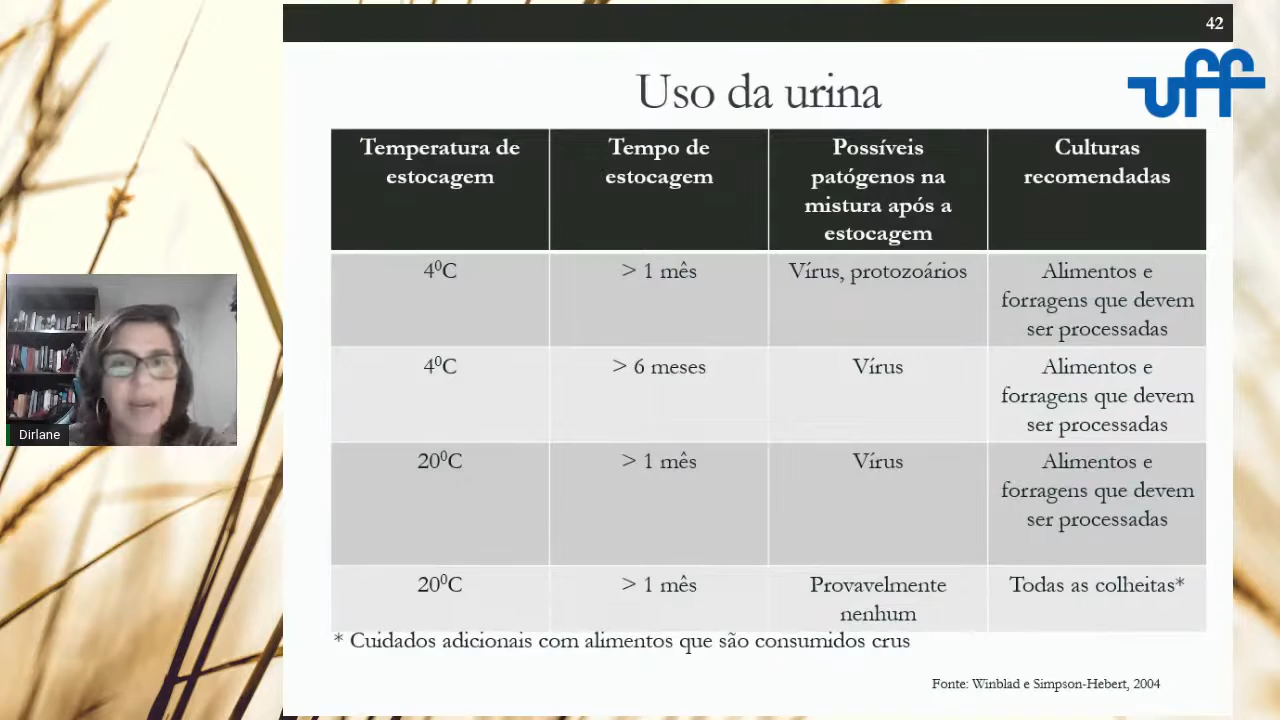 42
uff
Uso da urina
Temperatura de
estocagem
Tempo de
estocagem
Possíveis
patógenos na
mistura após a
estocagem
Culturas
recomendadas
4⁰C
> 1 mês
Vírus, protozoários
Alimentos e
forragens que devem
ser processadas
4⁰C
> 6 meses
Vírus
Alimentos e
forragens que devem
ser processadas
20⁰C
> 1 mês
Vírus
Alimentos e
forragens que devem
ser processadas
20⁰C
> 1 mês
Provavelmente
nenhum
Todas as colheitas*
* Cuidados adicionais com alimentos que são consumidos crus
Fonte: Winblad e Simpson-Hebert, 2004
Dirlane